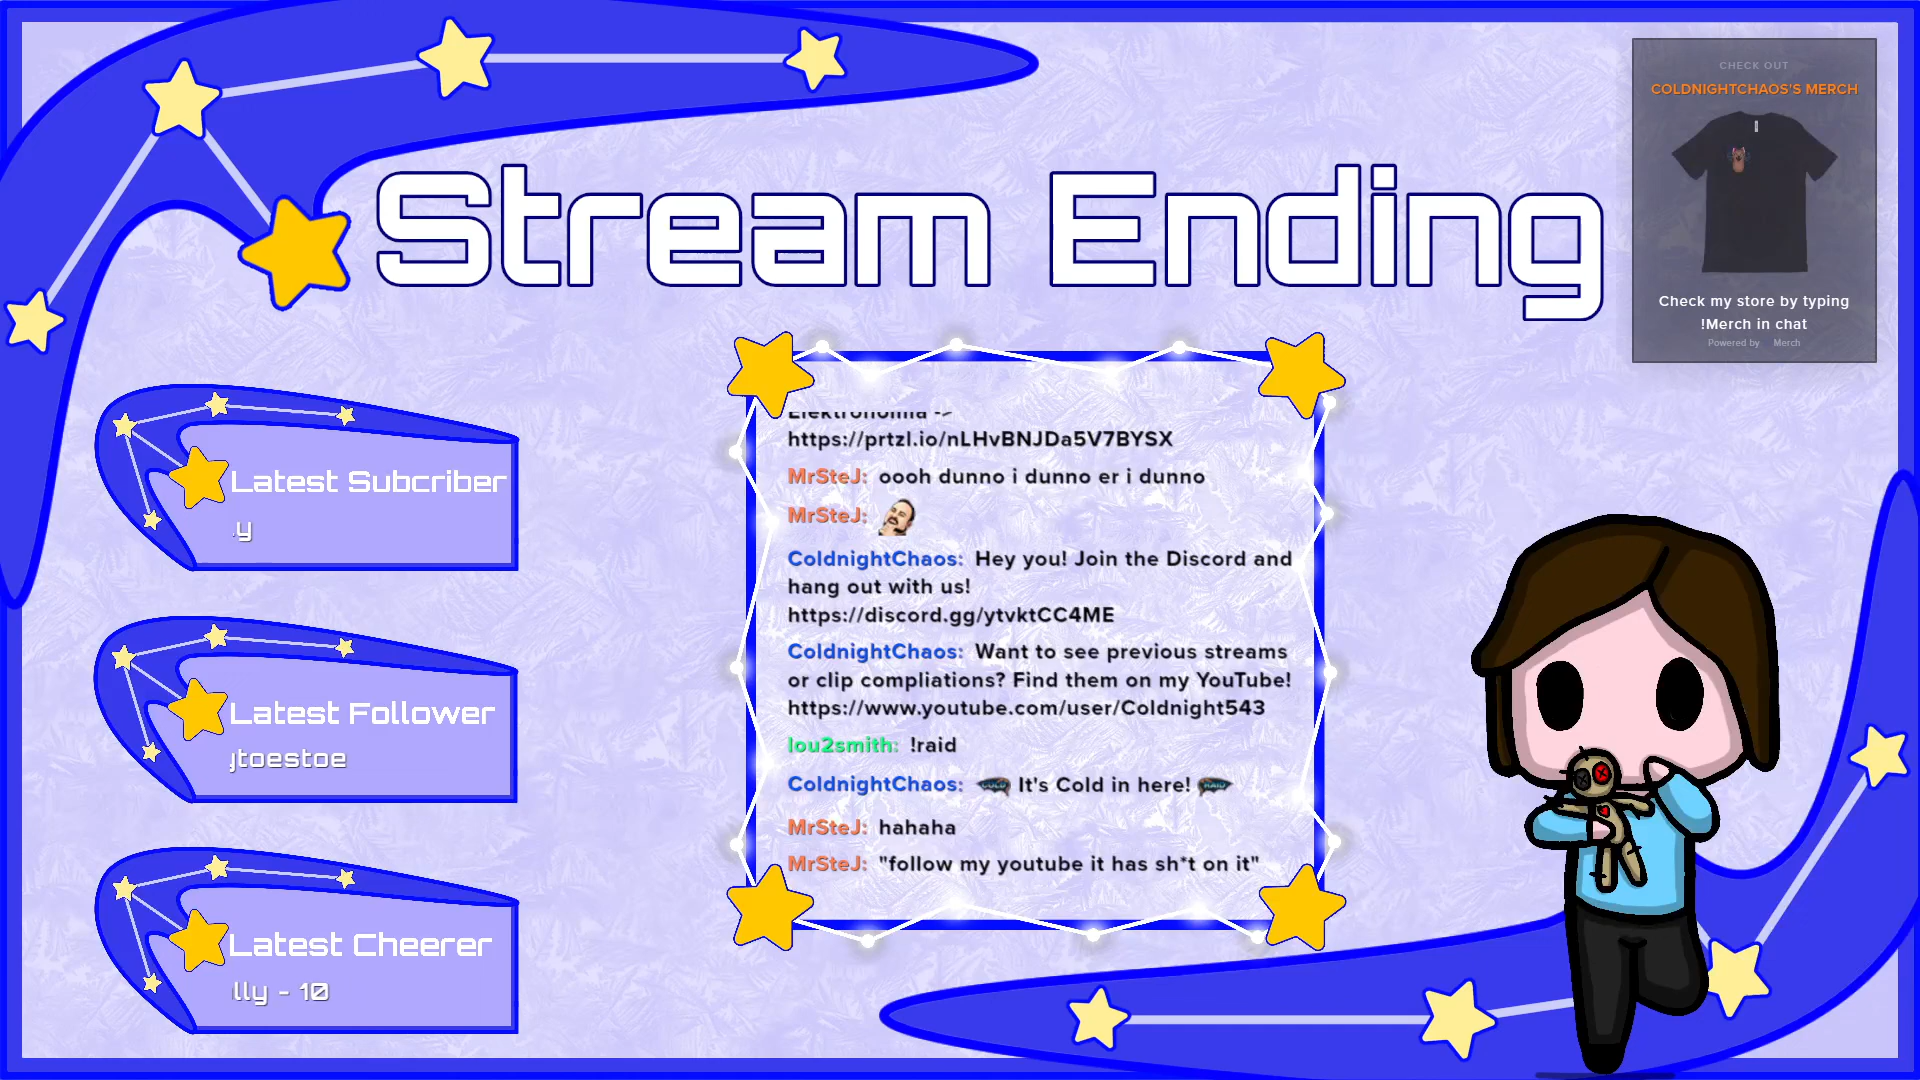 CHECK OUT
COLDNIGHTCHAOS'S MERCH
Stream Ending
Check my store by typing
!Merch in chat
Powered by Merch
https://prtzl.io/nLHvBNJDa5V7BYSX
MrSteJ: oooh dunno i dunno er i dunno
MrSteJ:
ColdnightChaos: Hey you! Join the Discord and
hang out with us!
https://discord.gg/ytvktCC4ME
ColdnightChaos: Want to see previous streams
or clip compliations? Find them on my YouTube!
https://www.youtube.com/user/Coldnight543
lou2smith: !raid
ColdnightChaos: COLD It's Cold in here! RAID
MrSteJ: hahaha
MrSteJ: "follow my youtube it has sh*t on it"
Latest Subcriber
y
Latest Follower
toestoe
Latest Cheerer
lly - 10